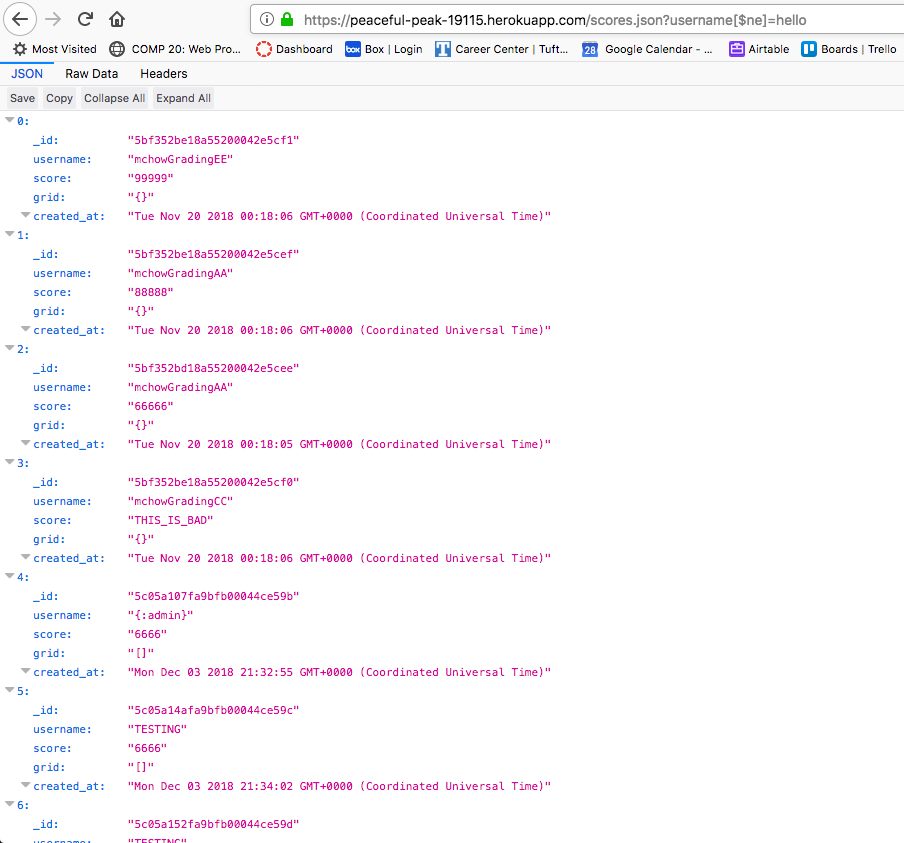 https://peaceful-peak-19115.herokuapp.com/scores.json?username[$ne]=hello
Most Visited COMP 20: Web Pro... Dashboard box Box | Login Career Center | Tuft... 28 Google Calendar - ... Airtable Boards | Trello
JSON Raw Data Headers
Save Copy Collapse All Expand All
0:
_id: "5bf352be18a55200042e5cf1"
username: "mchowGradingEE"
score: "99999"
grid: "{}"
created_at: "Tue Nov 20 2018 00:18:06 GMT+0000 (Coordinated Universal Time)"
1:
_id: "5bf352be18a55200042e5cef"
username: "mchowGradingAA"
score: "88888"
grid: "{}"
created_at: "Tue Nov 20 2018 00:18:06 GMT+0000 (Coordinated Universal Time)"
2:
_id: "5bf352bd18a55200042e5cee"
username: "mchowGradingAA"
score: "66666"
grid: "{}"
created_at: "Tue Nov 20 2018 00:18:05 GMT+0000 (Coordinated Universal Time)"
3:
_id: "5bf352be18a55200042e5cf0"
username: "mchowGradingCC"
score: "THIS_IS_BAD"
grid: "{}"
created_at: "Tue Nov 20 2018 00:18:06 GMT+0000 (Coordinated Universal Time)"
4:
_id: "5c05a107fa9bfb00044ce59b"
username: "{:admin}"
score: "6666"
grid: "[]"
created_at: "Mon Dec 03 2018 21:32:55 GMT+0000 (Coordinated Universal Time)"
5:
_id: "5c05a14afa9bfb00044ce59c"
username: "TESTING"
score: "6666"
grid: "[]"
created_at: "Mon Dec 03 2018 21:34:02 GMT+0000 (Coordinated Universal Time)"
6:
_id: "5c05a152fa9bfb00044ce59d"
username: "TESTING"